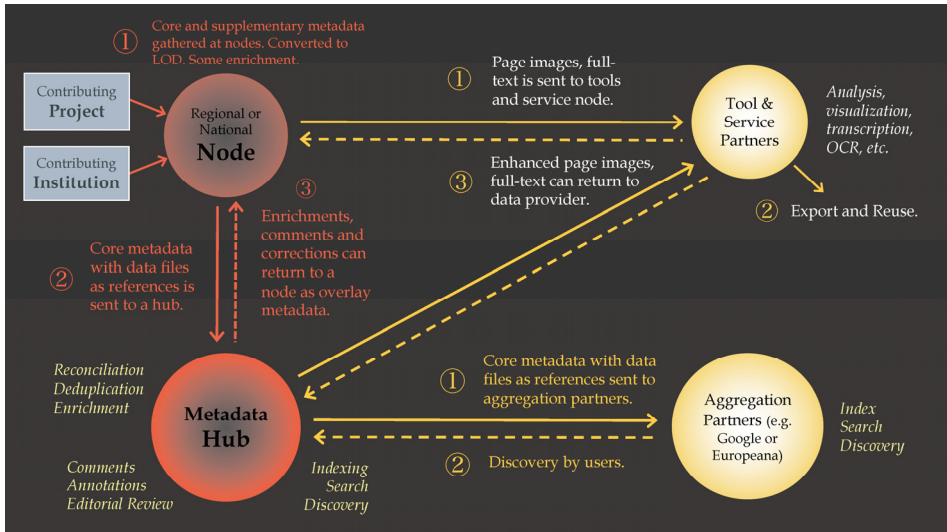 ① Core and supplementary metadata
gathered at nodes. Converted to
LOD. Some enrichment.
Contributing
Project
Contributing
Institution
Regional or
National
Node
① Page images, full-
text is sent to tools
and service node.
Tool &
Service
Partners
Analysis,
visualization,
transcription,
OCR, etc.
③ Enhanced page images,
full-text can return to
data provider.
② Export and Reuse.
② Core metadata
with data files
as references is
sent to a hub.
③
Enrichments,
comments and
corrections can
return to a
node as overlay
metadata.
Reconciliation
Deduplication
Enrichment
Metadata
Hub
Comments
Annotations
Editorial Review
Indexing
Search
Discovery
① Core metadata with data
files as references sent to
aggregation partners.
② Discovery by users.
Aggregation
Partners (e.g.
Google or
Europeana)
Index
Search
Discovery